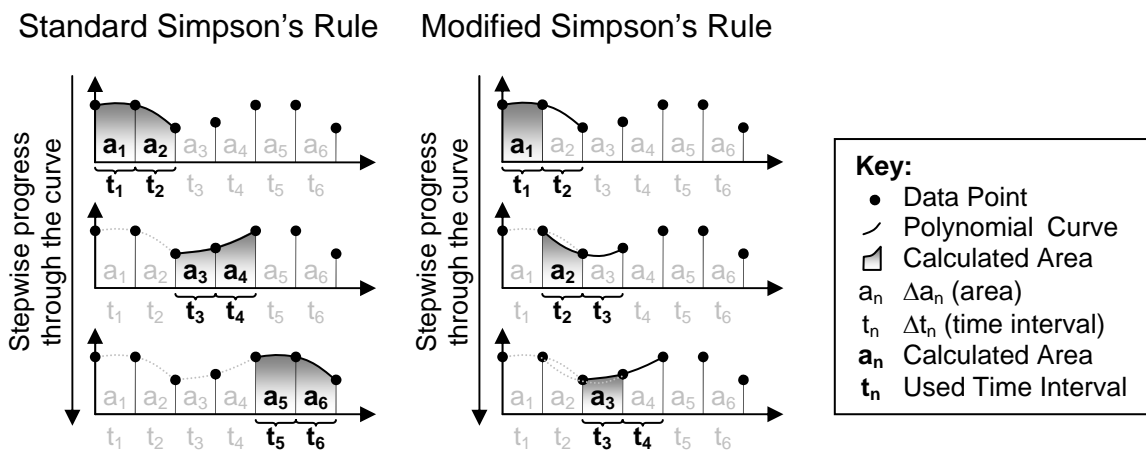 Standard Simpson's Rule
Modified Simpson's Rule
Stepwise progress
through the curve
a₁ a₂ a₃ a₄ a₅ a₆
t₁ t₂ t₃ t₄ t₅ t₆
a₁ a₂ a₃ a₄ a₅ a₆
t₁ t₂ t₃ t₄ t₅ t₆
a₁ a₂ a₃ a₄ a₅ a₆
t₁ t₂ t₃ t₄ t₅ t₆
Stepwise progress
through the curve
a₁ a₂ a₃ a₄ a₅ a₆
t₁ t₂ t₃ t₄ t₅ t₆
a₁ a₂ a₃ a₄ a₅ a₆
t₁ t₂ t₃ t₄ t₅ t₆
a₁ a₂ a₃ a₄ a₅ a₆
t₁ t₂ t₃ t₄ t₅ t₆
Key:
Data Point
Polynomial Curve
Calculated Area
aₙ Δaₙ (area)
tₙ Δtₙ (time interval)
aₙ Calculated Area
tₙ Used Time Interval